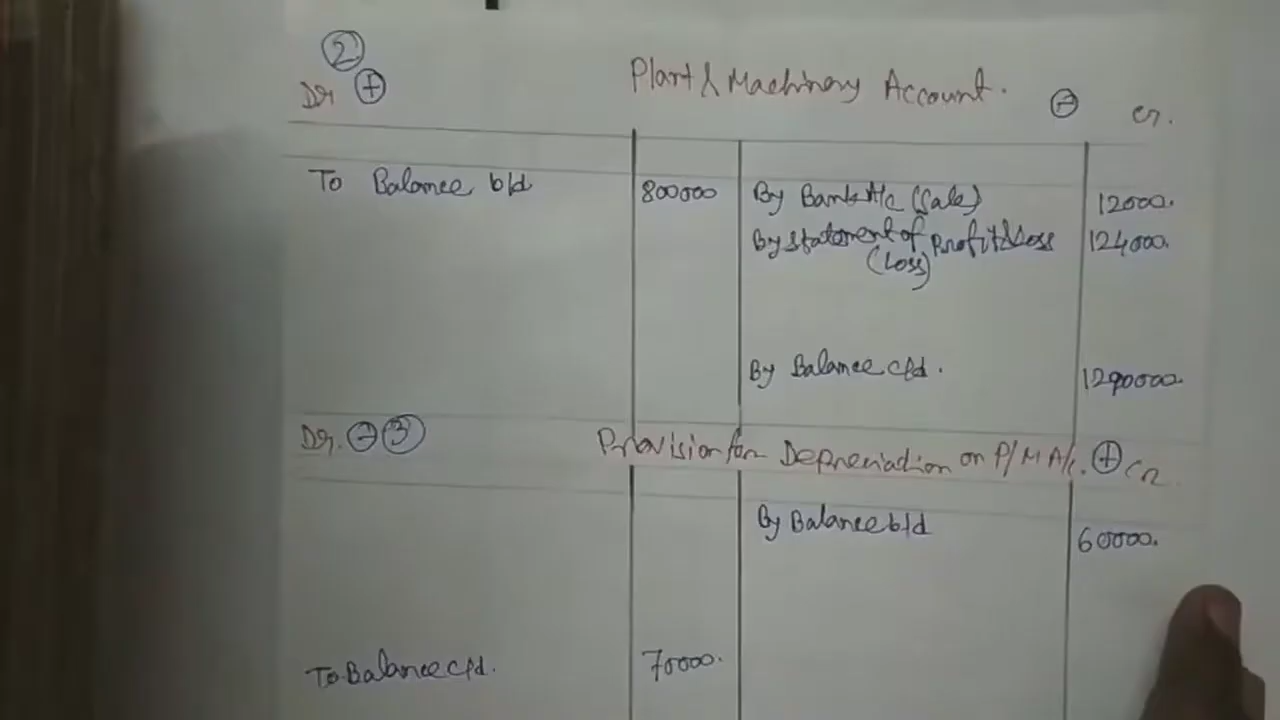 2
Dr. + Plant & Machinery Account. - Cr.
To Balance b/d 800000 By Bank A/c (Sale) 12000.
By Statement of Profit & Loss 124000.
(Loss)
By Balance c/d. 1290000.
Dr. - 3 Provision for Depreciation on P/M A/c. + Cr.
By Balance b/d 60000.
To Balance c/d. 70000.